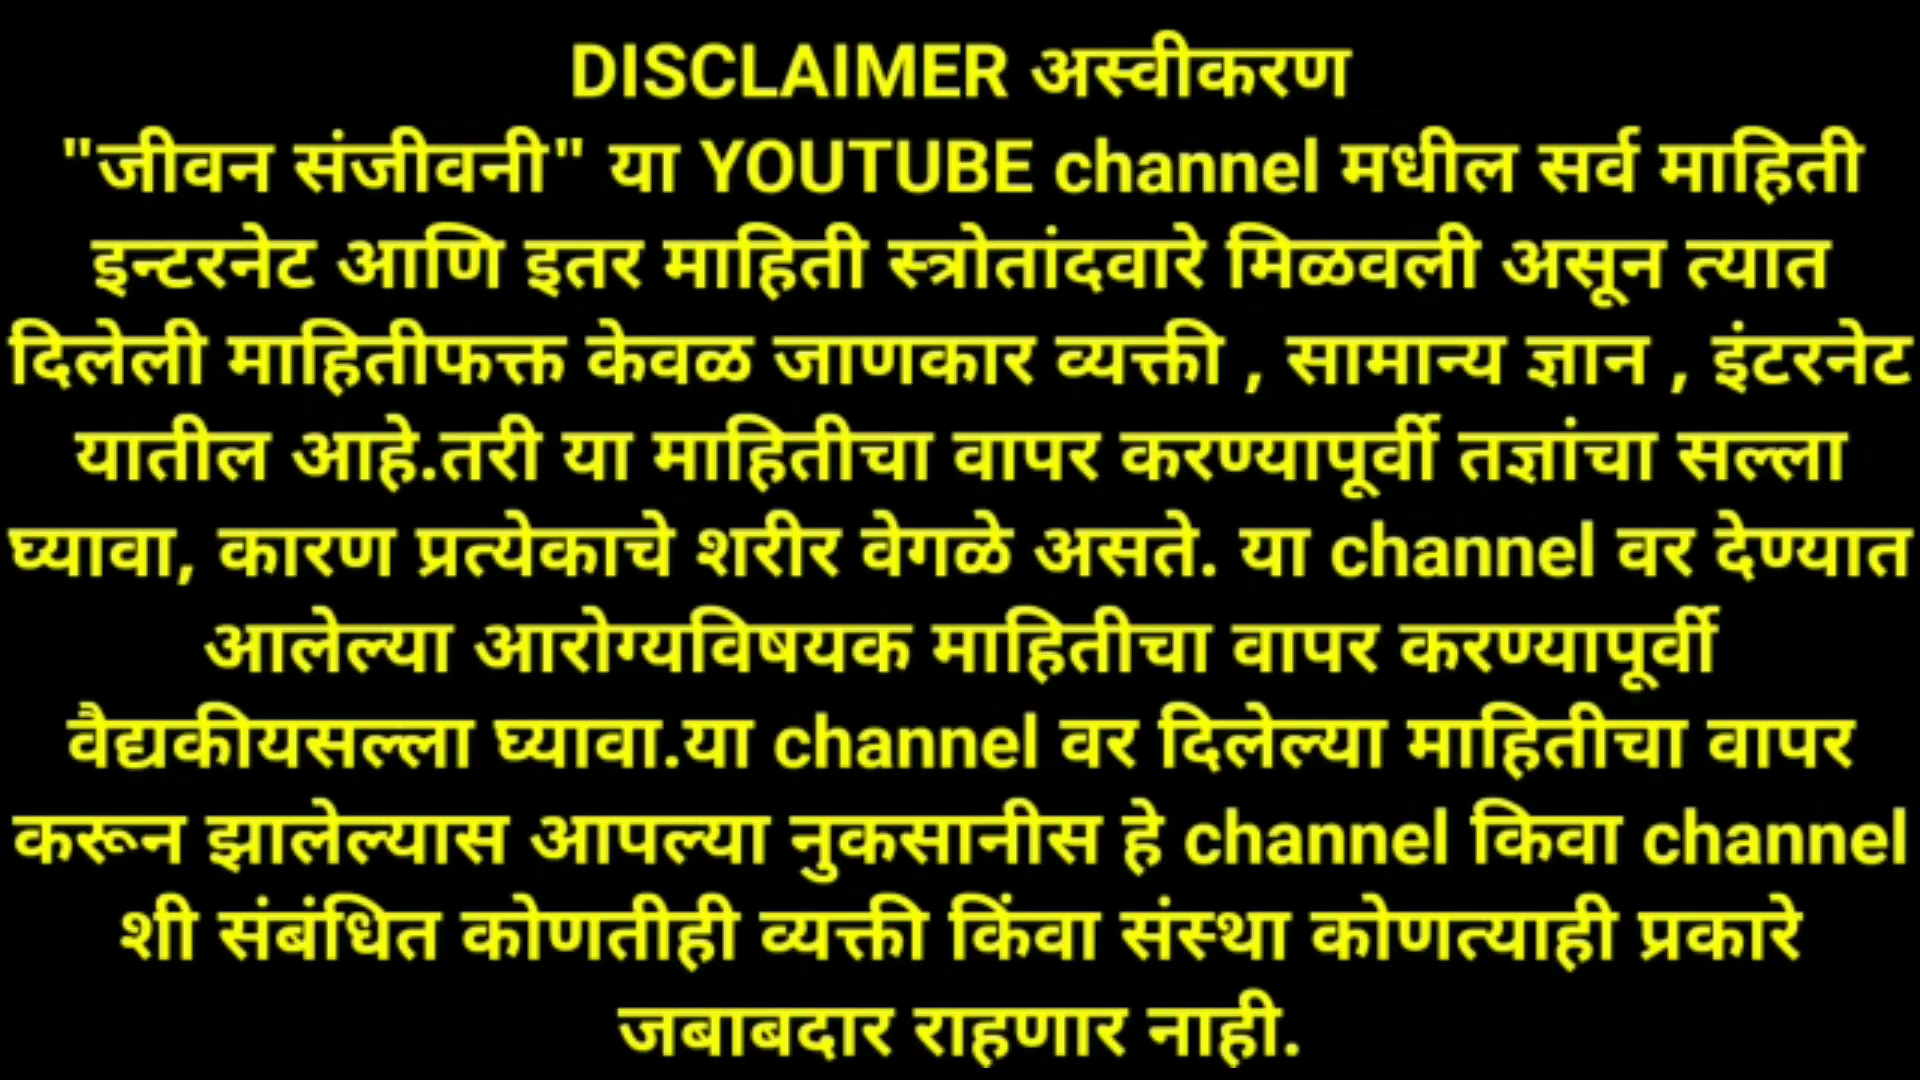 DISCLAIMER अस्वीकरण
"जीवन संजीवनी" या YOUTUBE channel मधील सर्व माहिती
इन्टरनेट आणि इतर माहिती स्त्रोतांदवारे मिळवली असून त्यात
दिलेली माहितीफक्त केवळ जाणकार व्यक्ती , सामान्य ज्ञान , इंटरनेट
यातील आहे.तरी या माहितीचा वापर करण्यापूर्वी तज्ञांचा सल्ला
घ्यावा, कारण प्रत्येकाचे शरीर वेगळे असते. या channel वर देण्यात
आलेल्या आरोग्यविषयक माहितीचा वापर करण्यापूर्वी
वैद्यकीयसल्ला घ्यावा.या channel वर दिलेल्या माहितीचा वापर
करून झालेल्यास आपल्या नुकसानीस हे channel किवा channel
शी संबंधित कोणतीही व्यक्ती किंवा संस्था कोणत्याही प्रकारे
जबाबदार राहणार नाही.